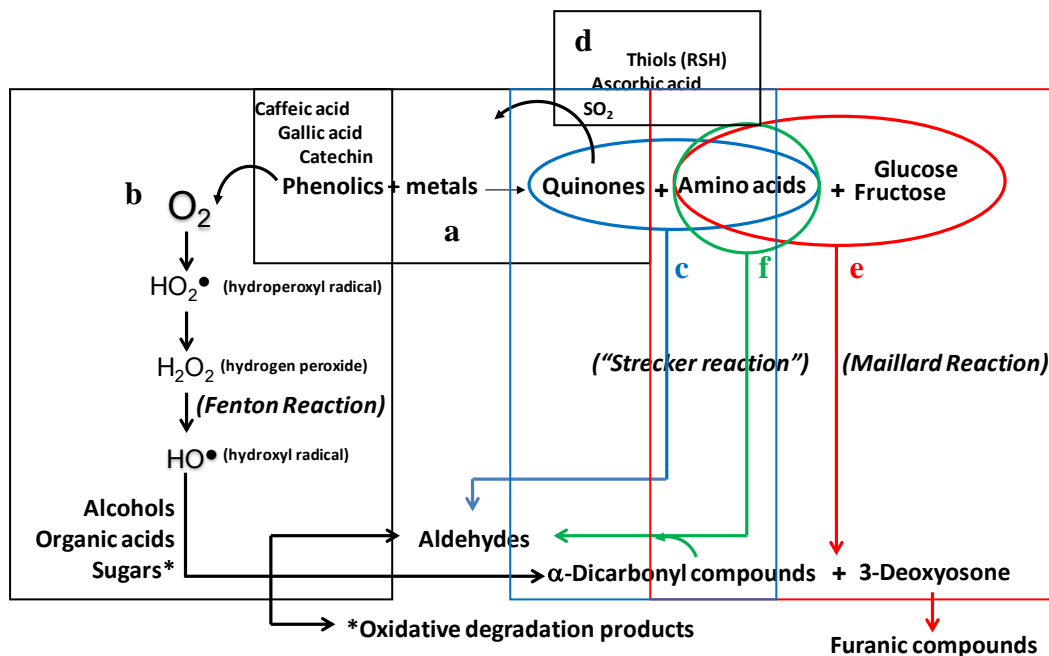 d
Thiols (RSH)
Ascorbic acid
SO₂
Caffeic acid
Gallic acid
Catechin
Phenolics + metals
Quinones + Amino acids + Glucose
Fructose
b
O₂
a
c
f
e
HO₂• (hydroperoxyl radical)
H₂O₂ (hydrogen peroxide)
(Fenton Reaction)
("Strecker reaction")
(Maillard Reaction)
HO• (hydroxyl radical)
Alcohols
Organic acids
Sugars*
Aldehydes
α-Dicarbonyl compounds + 3-Deoxyosone
*Oxidative degradation products
Furanic compounds